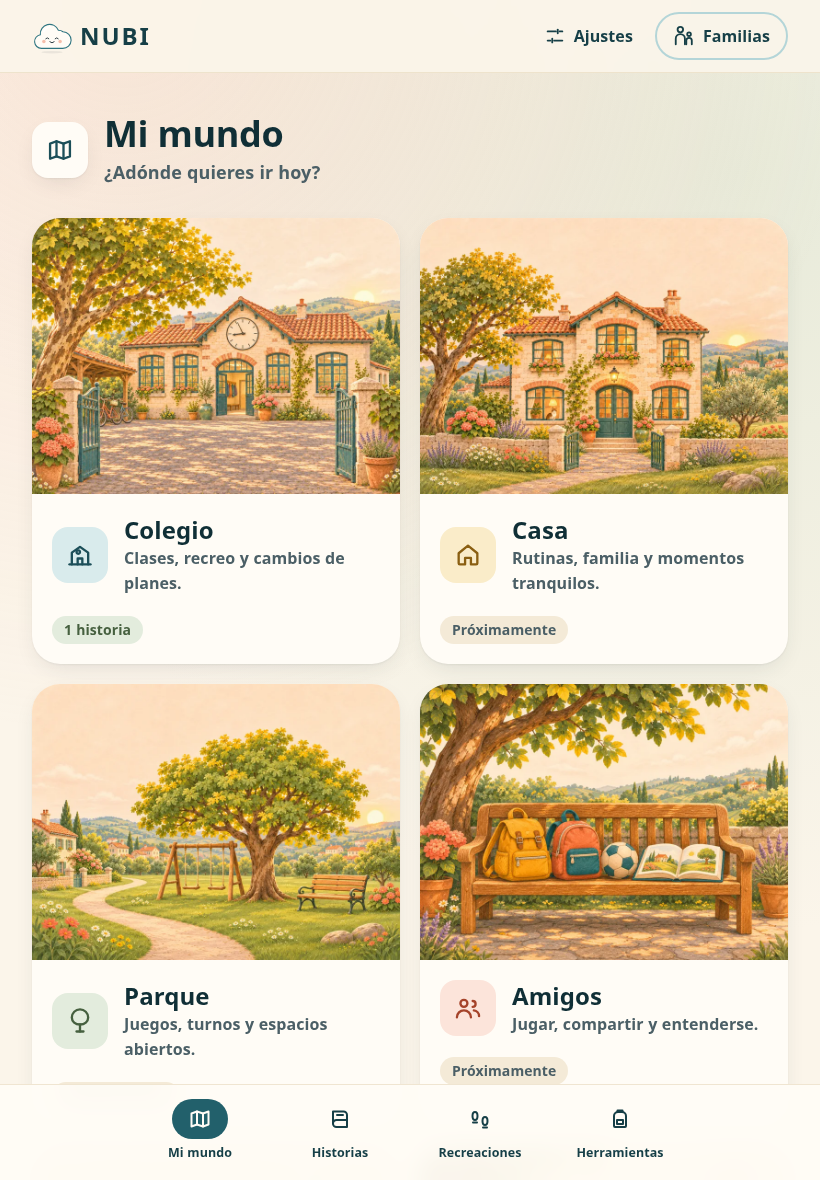 NUBI
Ajustes
Familias
Mi mundo
¿Adónde quieres ir hoy?
Colegio
Clases, recreo y cambios de
planes.
1 historia
Casa
Rutinas, familia y momentos
tranquilos.
Próximamente
Parque
Juegos, turnos y espacios
abiertos.
Amigos
Jugar, compartir y entenderse.
Próximamente
Mi mundo
Historias
Recreaciones
Herramientas